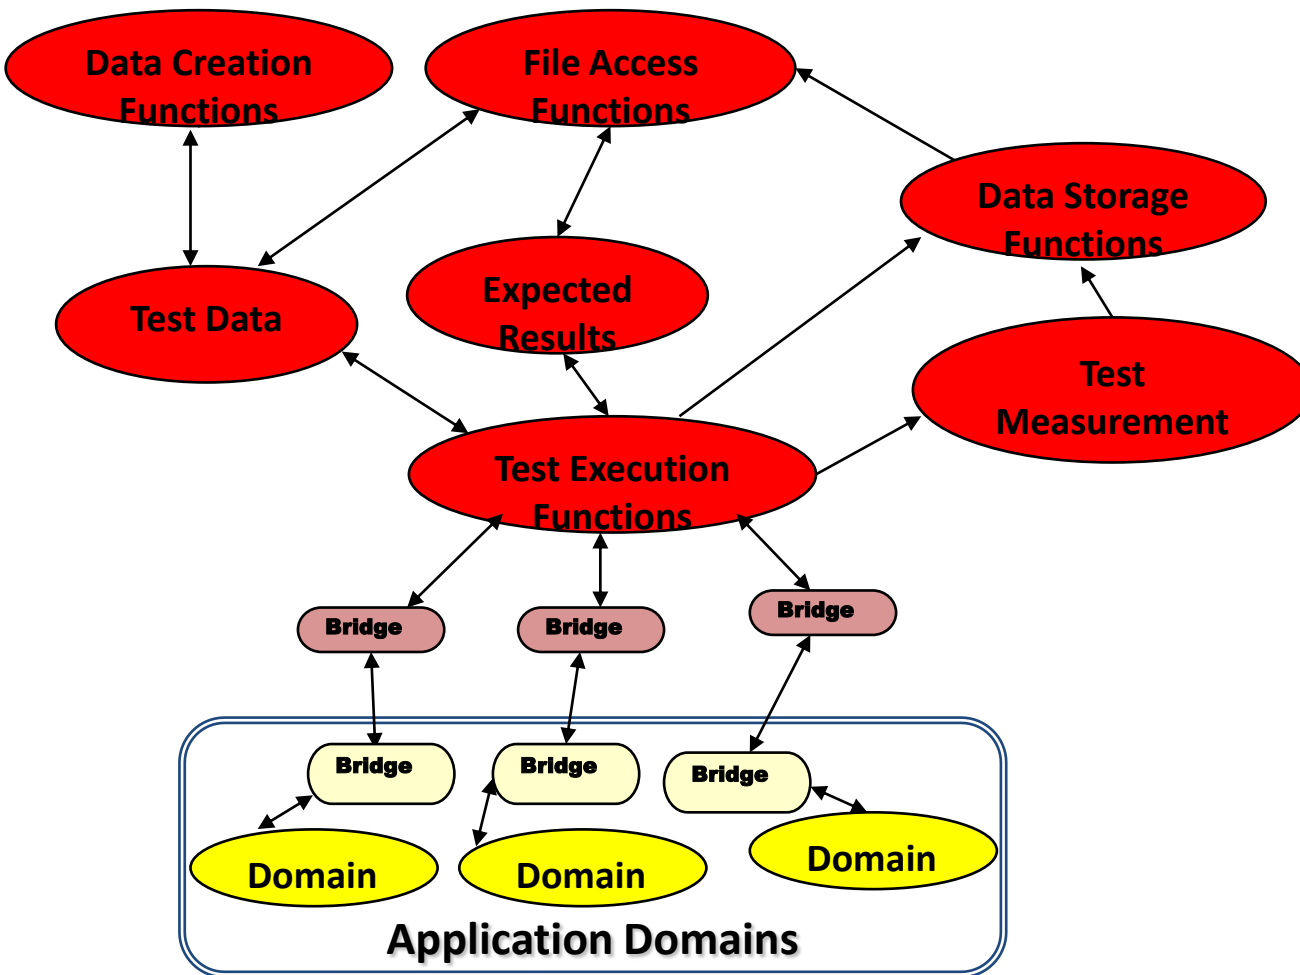 Data Creation
Functions
File Access
Functions
Data Storage
Functions
Test Data
Expected
Results
Test
Measurement
Test Execution
Functions
Bridge
Bridge
Bridge
Bridge
Bridge
Bridge
Domain
Domain
Domain
Application Domains